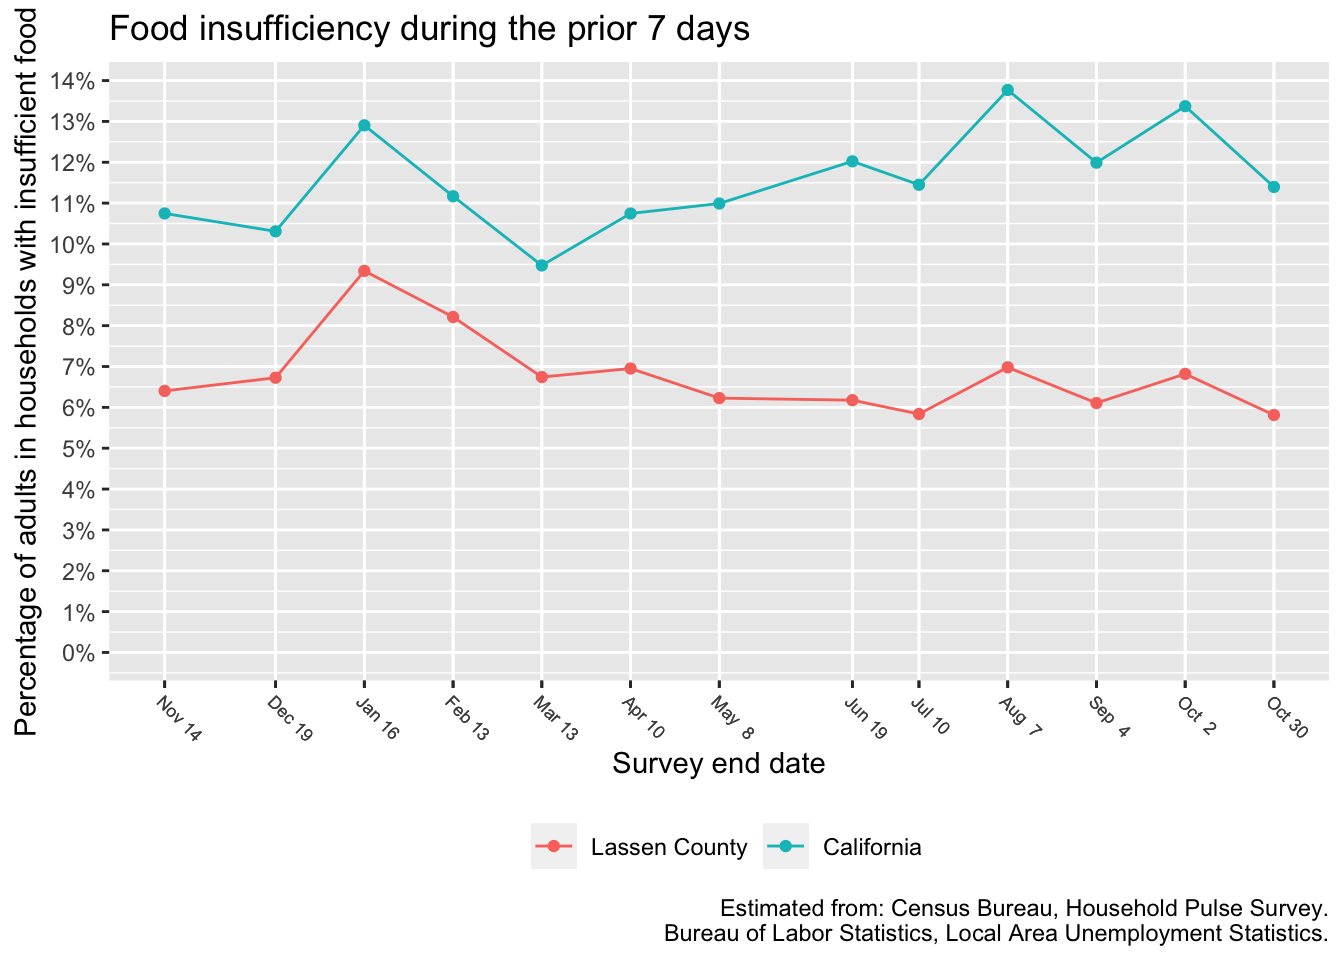 Food insufficiency during the prior 7 days
Percentage of adults in households with insufficient food
14%
13%
12%
11%
10%
9%
8%
7%
6%
5%
4%
3%
2%
1%
0%
Nov 14
Dec 19
Jan 16
Feb 13
Mar 13
Apr 10
May 8
Jun 19
Jul 10
Aug 7
Sep 4
Oct 2
Oct 30
Survey end date
Lassen County
California
Estimated from: Census Bureau, Household Pulse Survey.
Bureau of Labor Statistics, Local Area Unemployment Statistics.